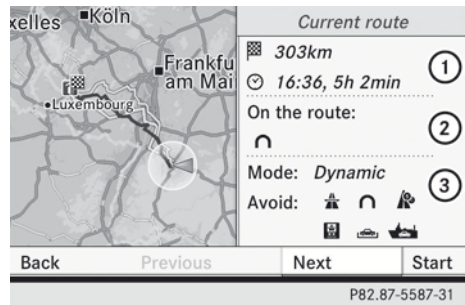 xelles
Köln
Frankfu
am Mai
Luxembourg
Current route
303km
1
16:36, 5h 2min
On the route:
2
Mode: Dynamic
3
Avoid:
Back Previous Next Start
P82.87-5587-31